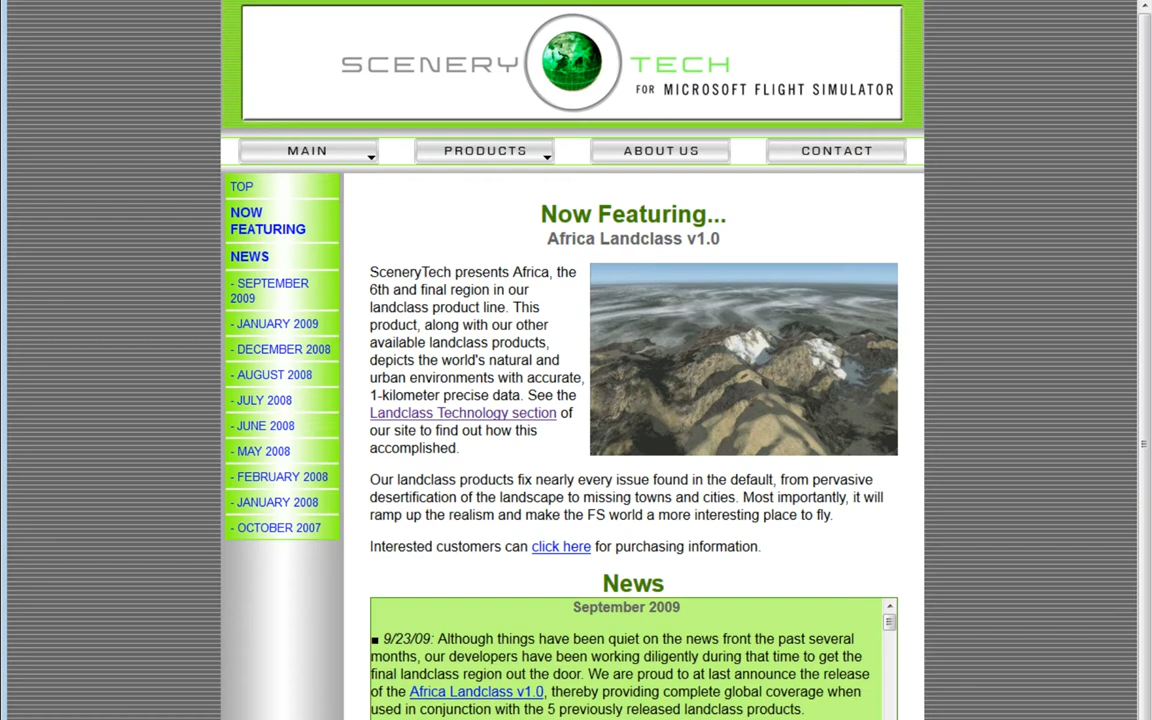 SCENERY TECH
FOR MICROSOFT FLIGHT SIMULATOR
MAIN
PRODUCTS
ABOUT US
CONTACT
TOP
NOW
FEATURING
NEWS
- SEPTEMBER
2009
- JANUARY 2009
- DECEMBER 2008
- AUGUST 2008
- JULY 2008
- JUNE 2008
- MAY 2008
- FEBRUARY 2008
- JANUARY 2008
- OCTOBER 2007
Now Featuring...
Africa Landclass v1.0
SceneryTech presents Africa, the
6th and final region in our
landclass product line. This
product, along with our other
available landclass products,
depicts the world's natural and
urban environments with accurate,
1-kilometer precise data. See the
Landclass Technology section of
our site to find out how this
accomplished.
Our landclass products fix nearly every issue found in the default, from pervasive
desertification of the landscape to missing towns and cities. Most importantly, it will
ramp up the realism and make the FS world a more interesting place to fly.
Interested customers can click here for purchasing information.
News
September 2009
■ 9/23/09: Although things have been quiet on the news front the past several
months, our developers have been working diligently during that time to get the
final landclass region out the door. We are proud to at last announce the release
of the Africa Landclass v1.0, thereby providing complete global coverage when
used in conjunction with the 5 previously released landclass products.